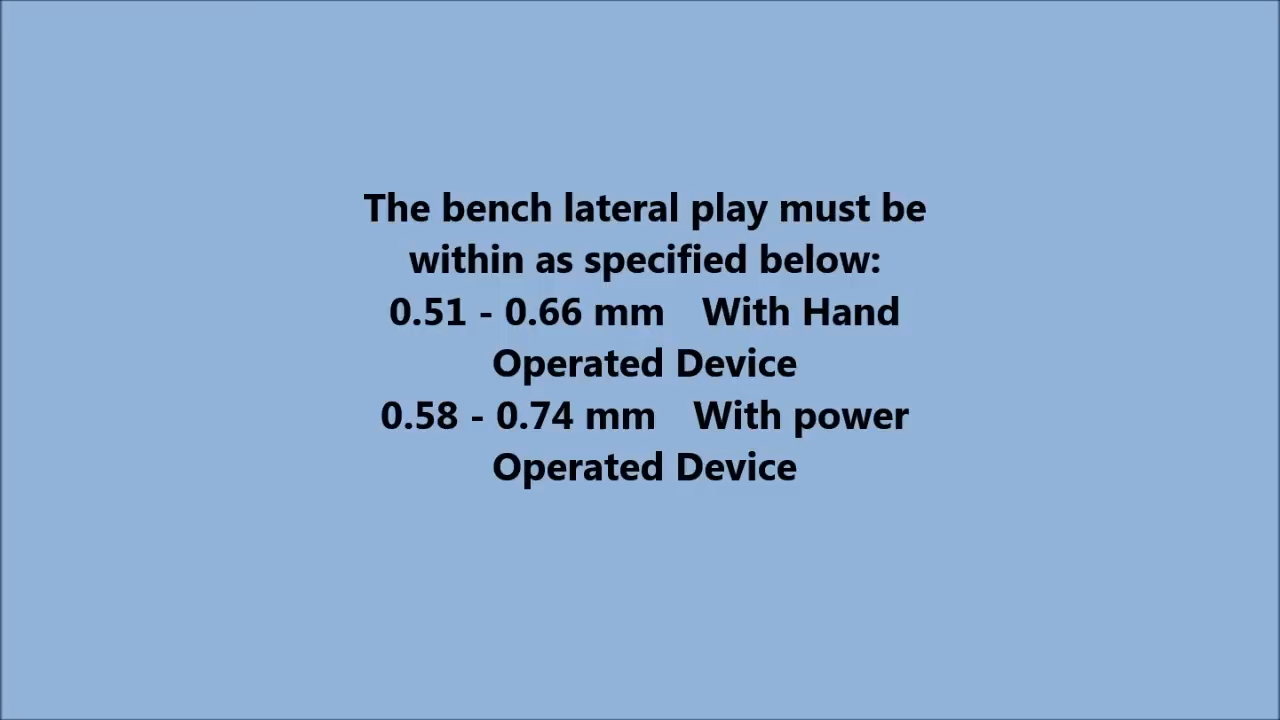 The bench lateral play must be
within as specified below:
0.51 - 0.66 mm   With Hand
Operated Device
0.58 - 0.74 mm   With power
Operated Device